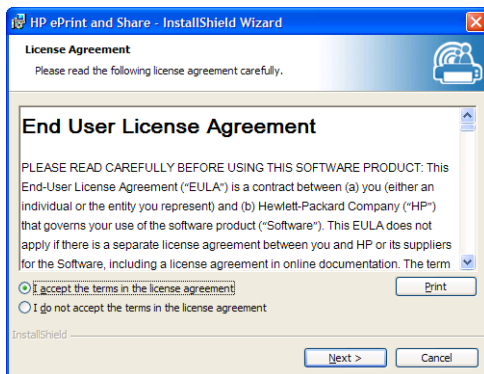 HP ePrint and Share - InstallShield Wizard
License Agreement
Please read the following license agreement carefully.
End User License Agreement
PLEASE READ CAREFULLY BEFORE USING THIS SOFTWARE PRODUCT: This
End-User License Agreement (“EULA”) is a contract between (a) you (either an
individual or the entity you represent) and (b) Hewlett-Packard Company (“HP”)
that governs your use of the software product (“Software”). This EULA does not
apply if there is a separate license agreement between you and HP or its suppliers
for the Software, including a license agreement in online documentation. The term
I accept the terms in the license agreement
Print
I do not accept the terms in the license agreement
InstallShield
Next >
Cancel